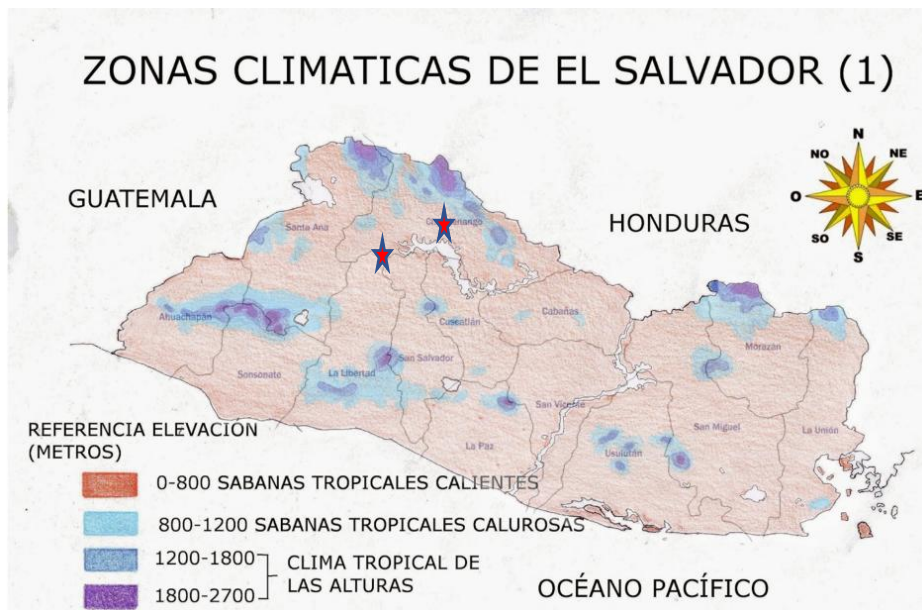 ZONAS CLIMATICAS DE EL SALVADOR (1)
N
NO
NE
GUATEMALA
O
E
HONDURAS
SO
SE
S
Santa Ana
Ahuachapán
Cuscatlán
Cabañas
Morazán
San Salvador
Sonsonate
La Libertad
San Vicente
San Miguel
La Unión
La Paz
Usulután
REFERENCIA ELEVACION
(METROS)
0-800 SABANAS TROPICALES CALIENTES
800-1200 SABANAS TROPICALES CALUROSAS
1200-1800
CLIMA TROPICAL DE
LAS ALTURAS
1800-2700
OCÉANO PACÍFICO